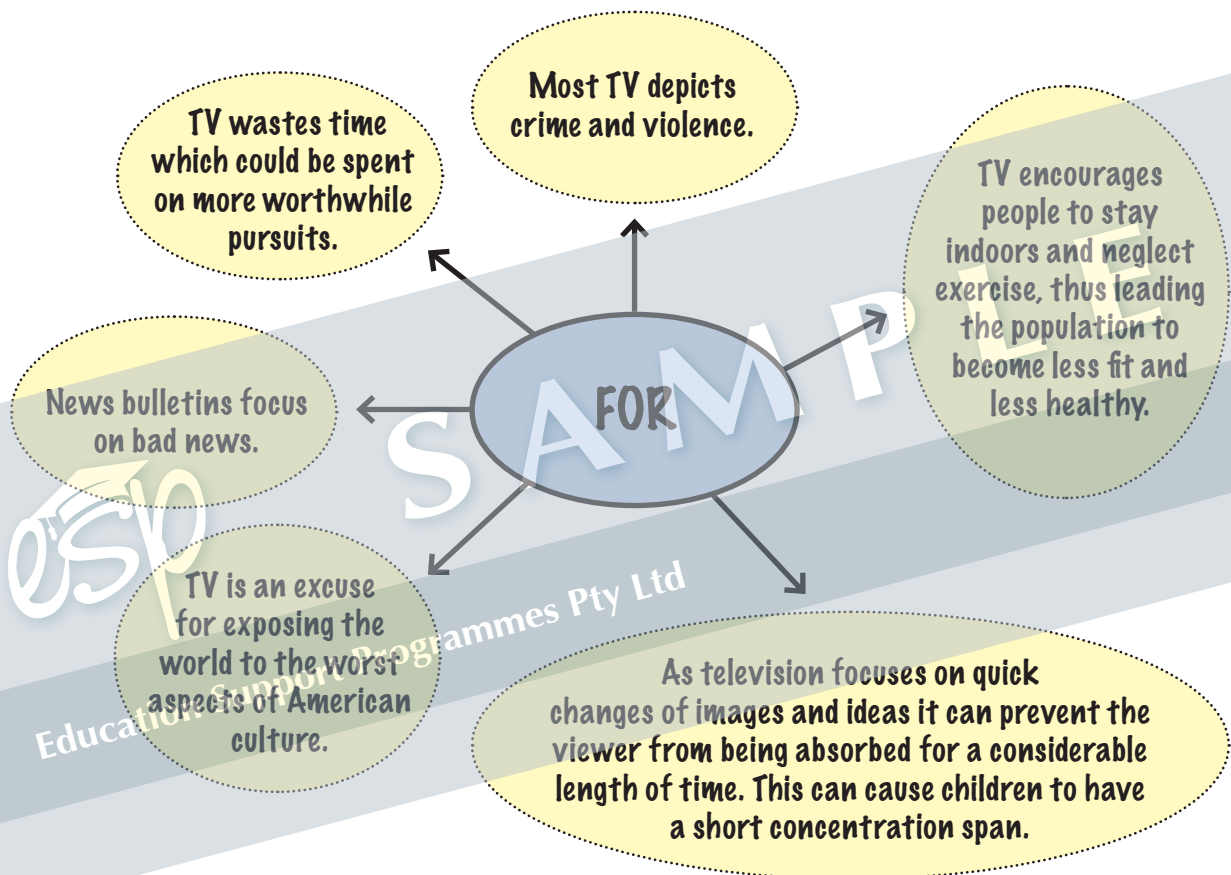 Most TV depicts
crime and violence.
TV wastes time
which could be spent
on more worthwhile
pursuits.
TV encourages
people to stay
indoors and neglect
exercise, thus leading
the population to
become less fit and
less healthy.
News bulletins focus
on bad news.
FOR
SAMPLE
esp
Education Support Programmes Pty Ltd
TV is an excuse
for exposing the
world to the worst
aspects of American
culture.
As television focuses on quick
changes of images and ideas it can prevent the
viewer from being absorbed for a considerable
length of time. This can cause children to have
a short concentration span.